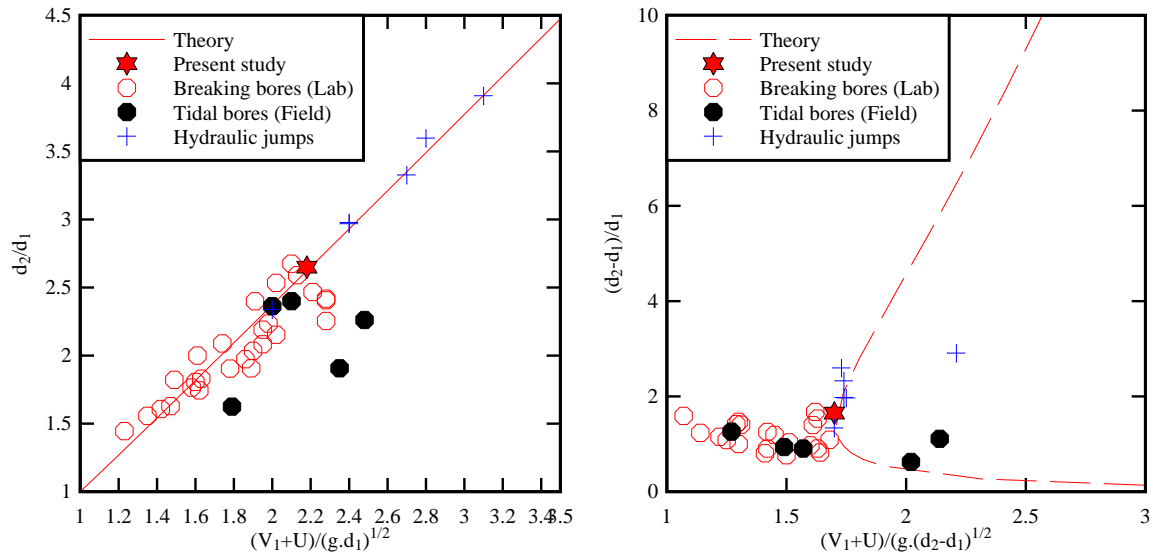 4.5
4
3.5
3
2.5
2
1.5
1
d2/d1
Theory
Present study
Breaking bores (Lab)
Tidal bores (Field)
Hydraulic jumps
1 1.2 1.4 1.6 1.8 2 2.2 2.4 2.6 2.8 3 3.2 3.4 3.5
(V1+U)/(g.d1)1/2
10
8
6
4
2
0
(d2-d1)/d1
Theory
Present study
Breaking bores (Lab)
Tidal bores (Field)
Hydraulic jumps
1 1.5 2 2.5 3
(V1+U)/(g.(d2-d1)1/2